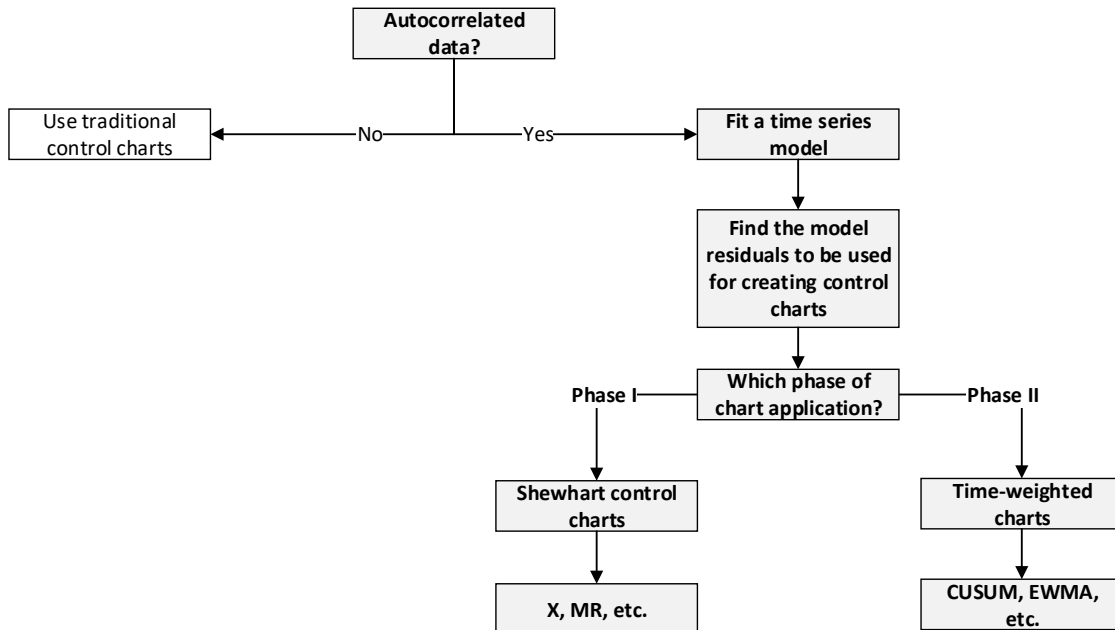 Autocorrelated
data?
Use traditional
control charts
No
Yes
Fit a time series
model
Find the model
residuals to be used
for creating control
charts
Which phase of
chart application?
Phase I
Phase II
Shewhart control
charts
Time-weighted
charts
X, MR, etc.
CUSUM, EWMA,
etc.